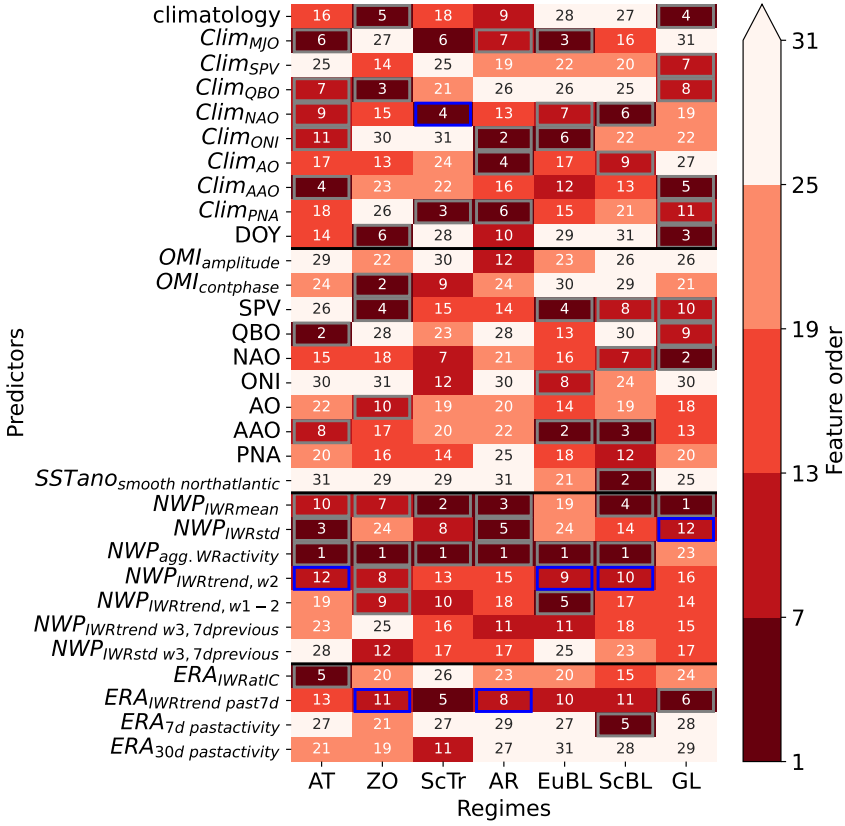 climatology 16 5 18 9 28 27 4
Clim_MJO 6 27 6 7 3 16 31
Clim_SPV 25 14 25 19 22 20 7
Clim_QBO 7 3 21 26 26 25 8
Clim_NAO 9 15 4 13 7 6 19
Clim_ONI 11 30 31 2 6 22 22
Clim_AO 17 13 24 4 17 9 27
Clim_AAO 4 23 22 16 12 13 5
Clim_PNA 18 26 3 6 15 21 11
DOY 14 6 28 10 29 31 3
OMI_amplitude 29 22 30 12 23 26 26
OMI_contphase 24 2 9 24 30 29 21
SPV 26 4 15 14 4 8 10
QBO 2 28 23 28 13 30 9
NAO 15 18 7 21 16 7 2
ONI 30 31 12 30 8 24 30
AO 22 10 19 20 14 19 18
AAO 8 17 20 22 2 3 13
PNA 20 16 14 25 18 12 20
SSTano_smooth northatlantic 31 29 29 31 21 2 25
NWP_IWRmean 10 7 2 3 19 4 1
NWP_IWRstd 3 24 8 5 24 14 12
NWP_agg. WRactivity 1 1 1 1 1 1 23
NWP_IWRtrend, w2 12 8 13 15 9 10 16
NWP_IWRtrend, w1 − 2 19 9 10 18 5 17 14
NWP_IWRtrend w3, 7dprevious 23 25 16 11 11 18 15
NWP_IWRstd w3, 7dprevious 28 12 17 17 25 23 17
ERA_IWRatIC 5 20 26 23 20 15 24
ERA_IWRtrend past7d 13 11 5 8 10 11 6
ERA_7d pastactivity 27 21 27 29 27 5 28
ERA_30d pastactivity 21 19 11 27 31 28 29
AT ZO ScTr AR EuBL ScBL GL
Regimes
Predictors
31
25
19
13
7
1
Feature order